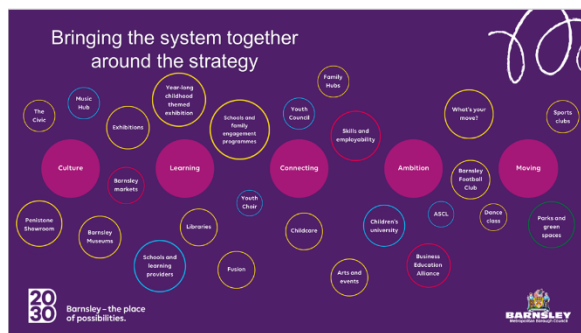 Bringing the system together
around the strategy
The
Civic
Music
Hub
Exhibitions
Year-long
childhood
themed
exhibition
Schools and
family
engagement
programmes
Youth
Council
Family
Hubs
Skills and
employability
What's your
move?
Sports
clubs
Culture
Barnsley
markets
Learning
Connecting
Ambition
Barnsley
Football
Club
Moving
Penistone
Showroom
Barnsley
Museums
Schools and
learning
providers
Libraries
Youth
Choir
Fusion
Childcare
Arts and
events
Children's
university
ASCL
Business
Education
Alliance
Dance
class
Parks and
green
spaces
20
30
Barnsley – the place
of possibilities.
BARNSLEY
Metropolitan Borough Council